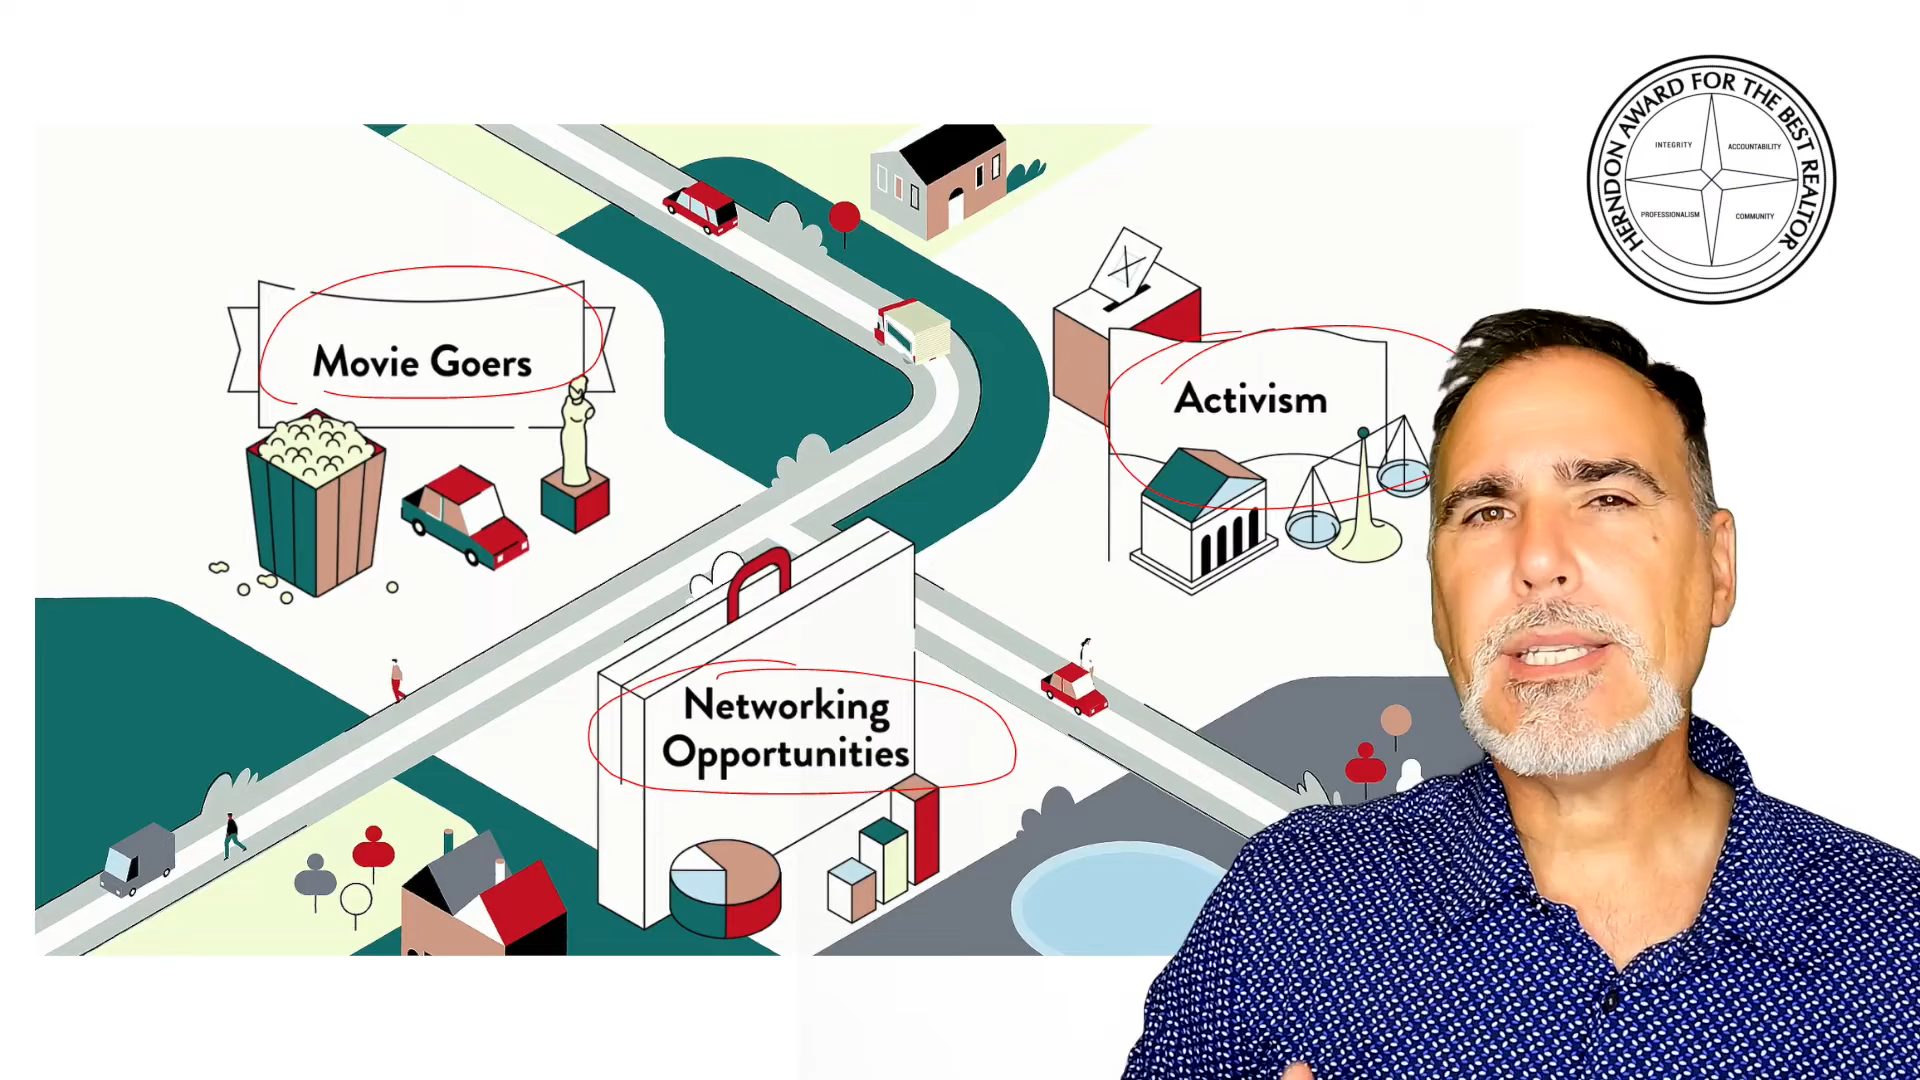 HERNDON AWARD FOR THE BEST REALTOR
INTEGRITY
ACCOUNTABILITY
PROFESSIONALISM
COMMUNITY
Movie Goers
Activism
Networking
Opportunities